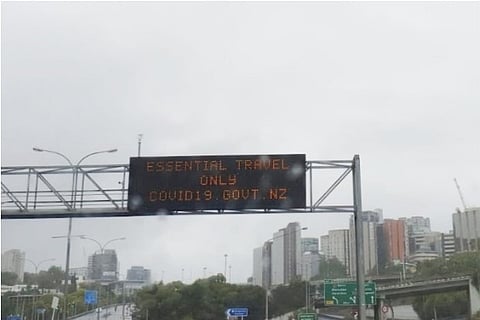 ESSENTIAL TRAVEL
ONLY
COVID19.GOVT.NZ